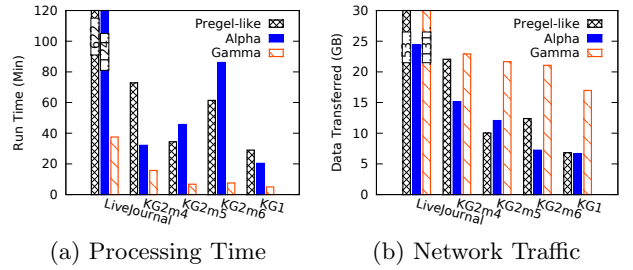 120
100
80
60
40
20
0
Run Time (Min)
Pregel-like
Alpha
Gamma
LiveJournal
KG2m4
KG2m5
KG2m6
KG1
(a) Processing Time
30
25
20
15
10
5
0
Data Transferred (GB)
Pregel-like
Alpha
Gamma
LiveJournal
KG2m4
KG2m5
KG2m6
KG1
(b) Network Traffic